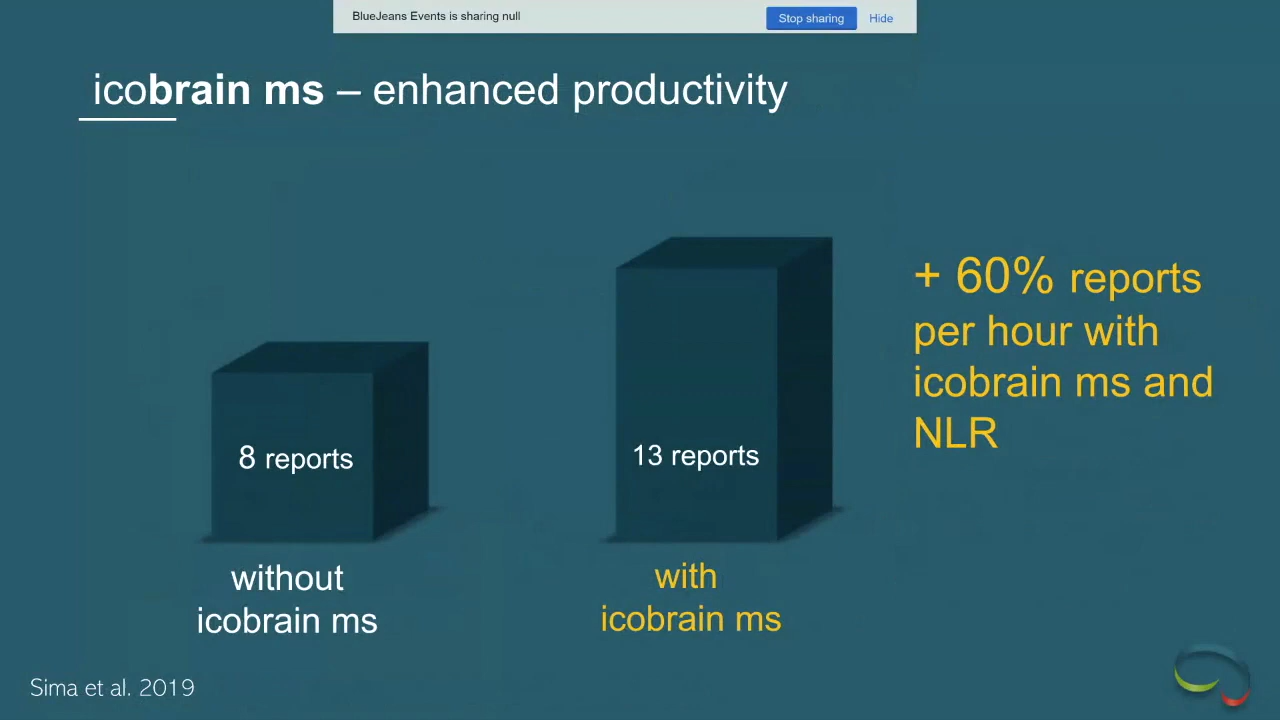 BlueJeans Events is sharing null
Stop sharing
Hide
icobrain ms – enhanced productivity
+ 60% reports
per hour with
icobrain ms and
NLR
8 reports
13 reports
without
icobrain ms
with
icobrain ms
Sima et al. 2019